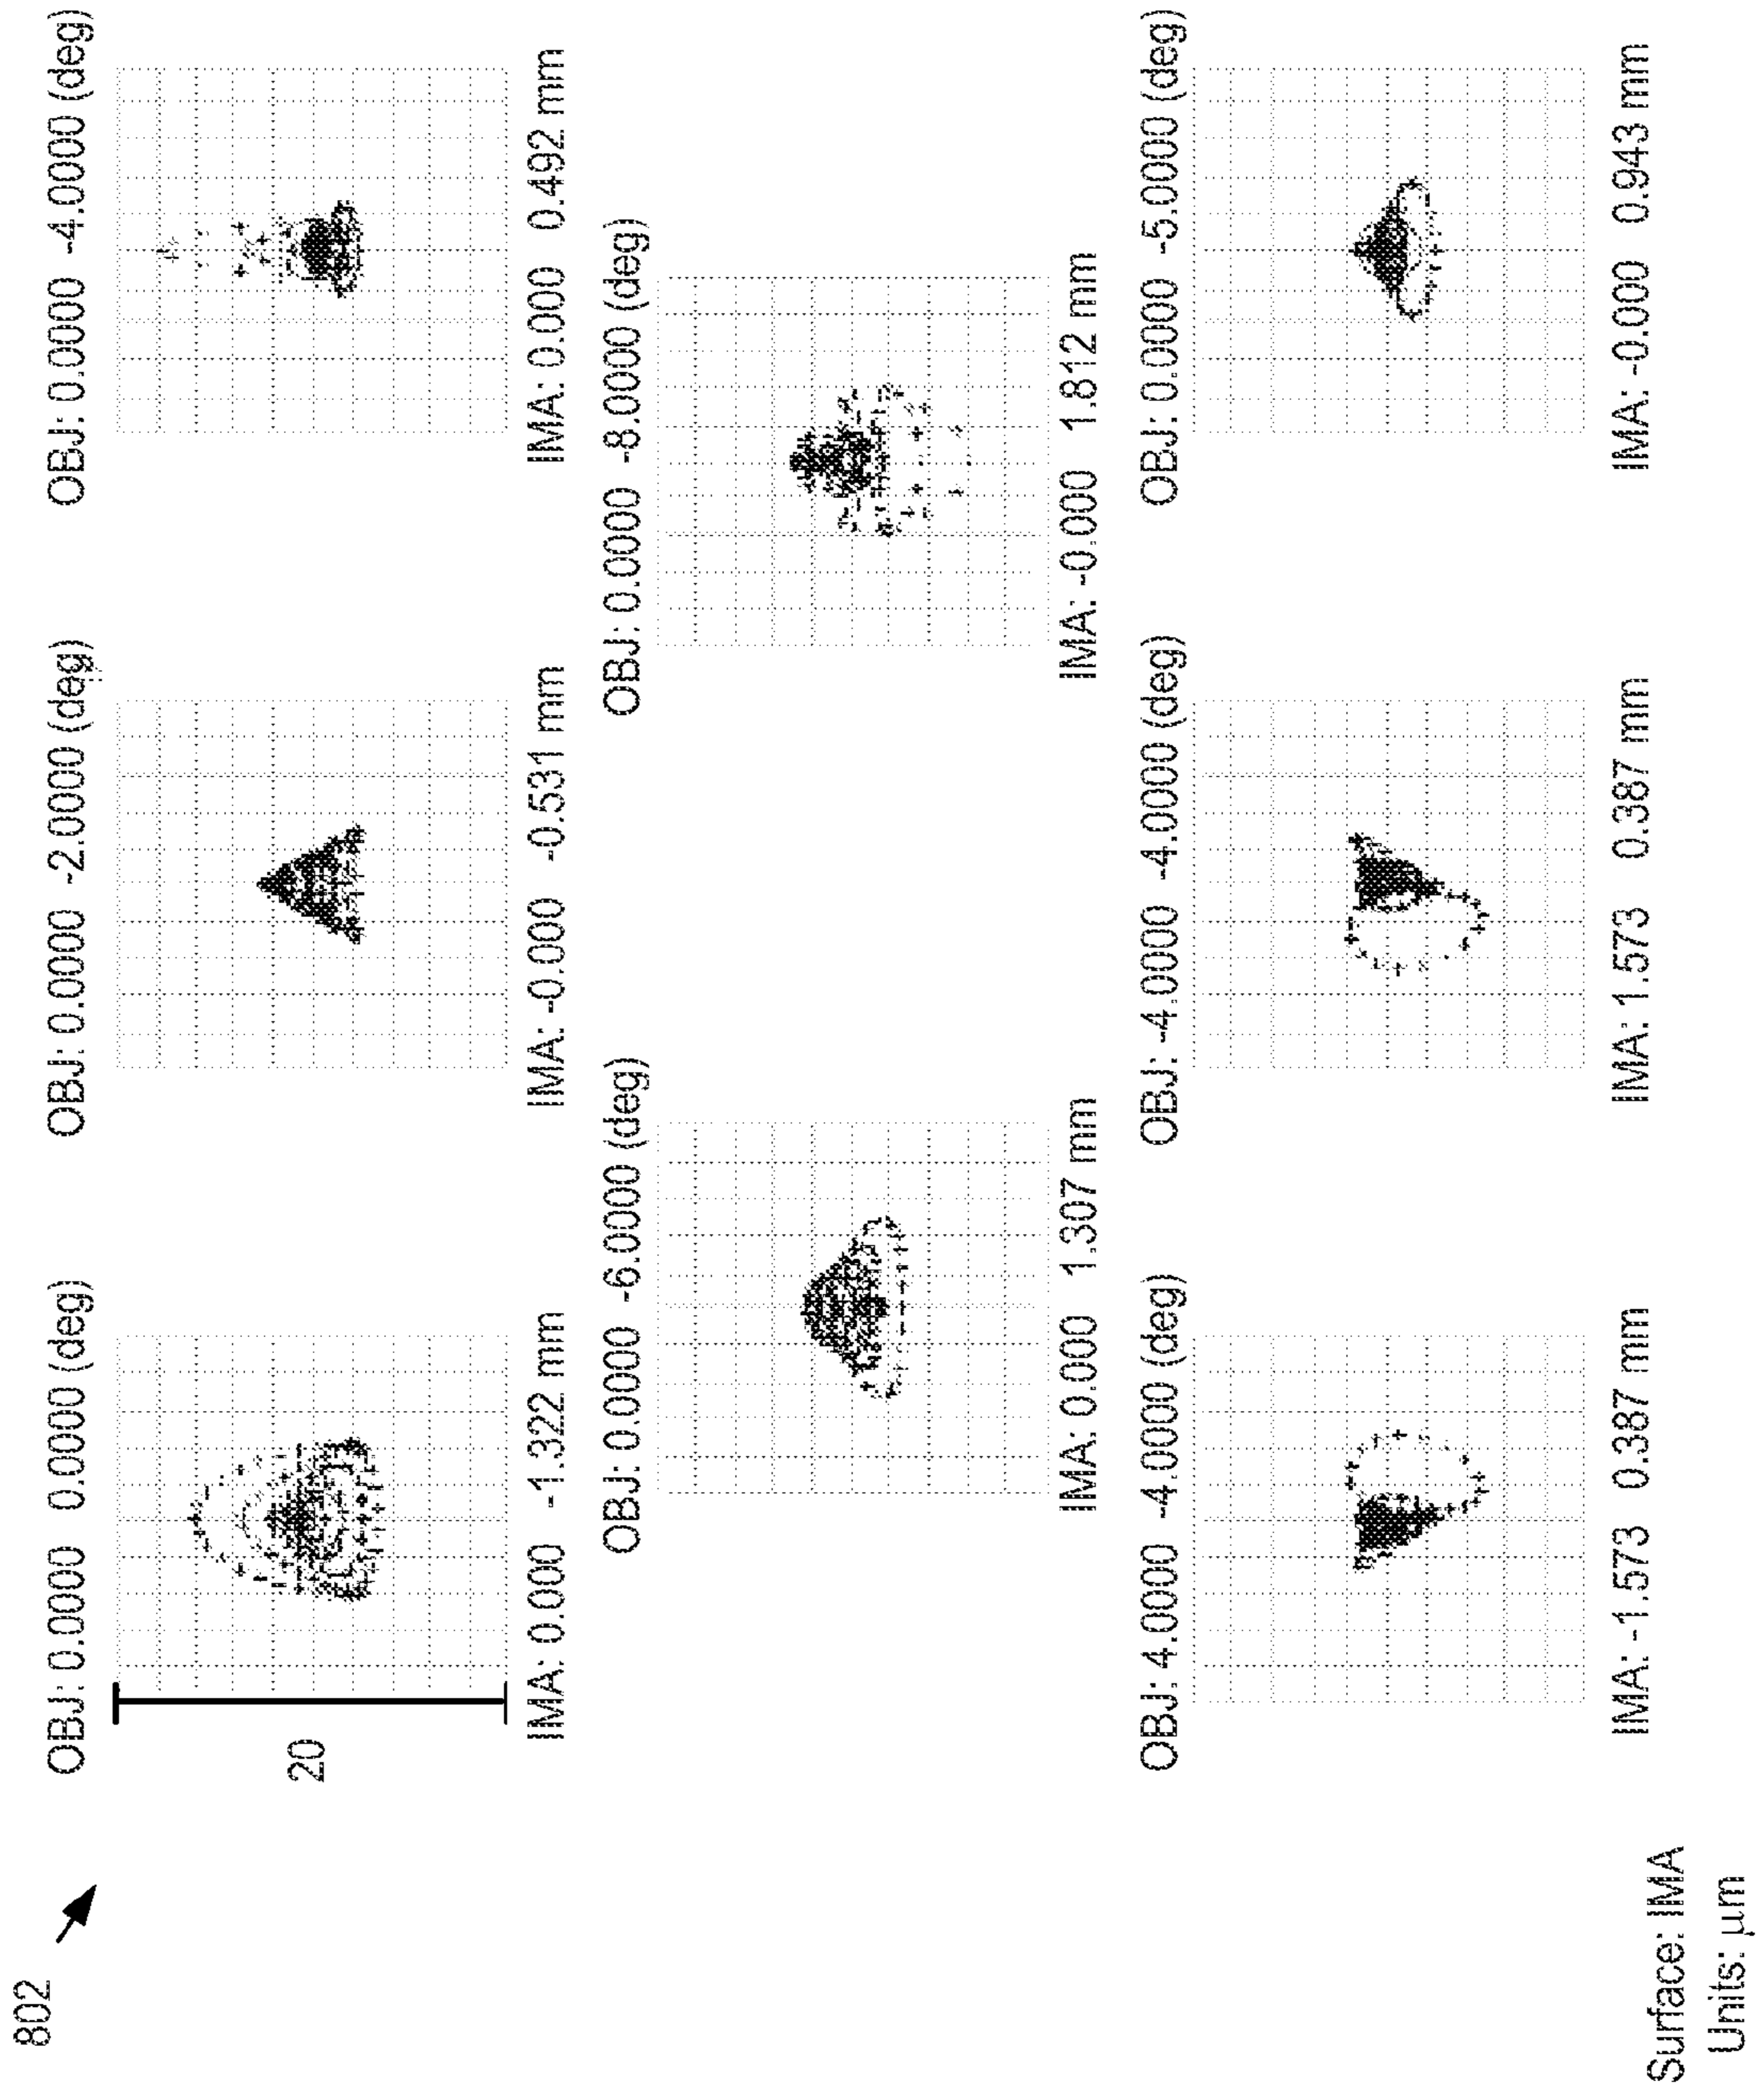 802
OBJ: 0.0000 0.0000 (deg)
OBJ: 0.0000 -2.0000 (deg)
OBJ: 0.0000 -4.0000 (deg)
20
IMA: 0.000 -1.322 mm
IMA: -0.000 -0.531 mm
IMA: 0.000 0.492 mm
OBJ: 0.0000 -6.0000 (deg)
OBJ: 0.0000 -8.0000 (deg)
IMA: 0.000 1.307 mm
IMA: -0.000 1.812 mm
OBJ: 4.0000 -4.0000 (deg)
OBJ: -4.0000 -4.0000 (deg)
OBJ: 0.0000 -5.0000 (deg)
IMA: -1.573 0.387 mm
IMA: 1.573 0.387 mm
IMA: -0.000 0.943 mm
Surface: IMA
Units: µm